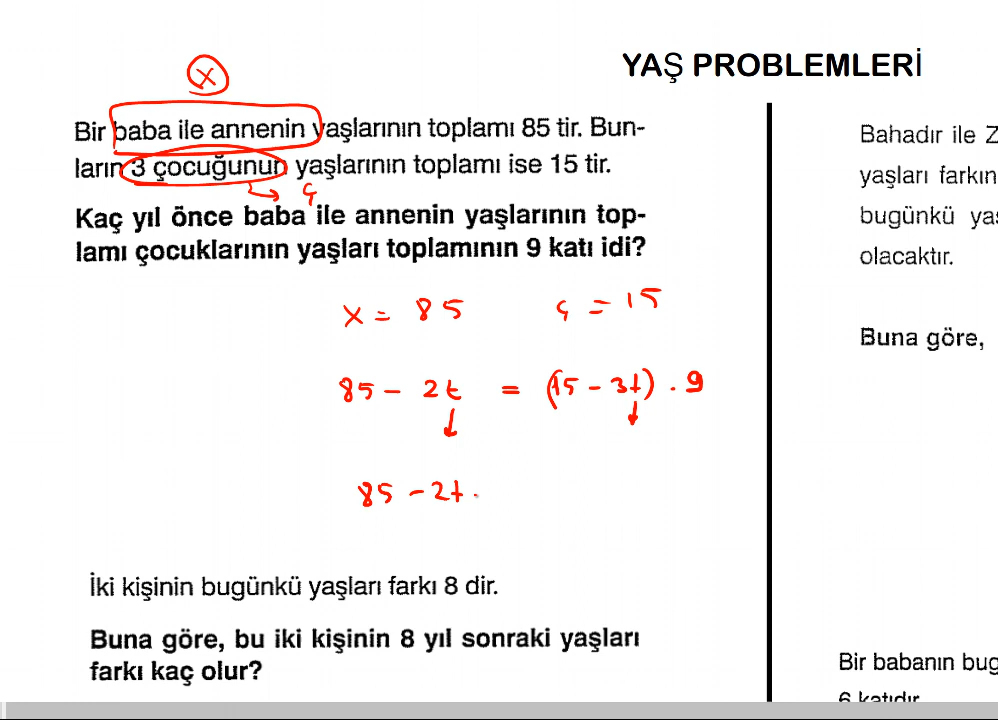 YAŞ PROBLEMLERİ
x
Bir baba ile annenin yaşlarının toplamı 85 tir. Bun-
ların 3 çocuğunun yaşlarının toplamı ise 15 tir.
ç
Kaç yıl önce baba ile annenin yaşlarının top-
lamı çocuklarının yaşları toplamının 9 katı idi?
x = 85 ç = 15
85 - 2t = (15 - 3t) . 9
85 - 2t
İki kişinin bugünkü yaşları farkı 8 dir.
Buna göre, bu iki kişinin 8 yıl sonraki yaşları
farkı kaç olur?
Bahadır ile Z
yaşları farkın
bugünkü yaş
olacaktır.
Buna göre,
Bir babanın bug
6 katıdır